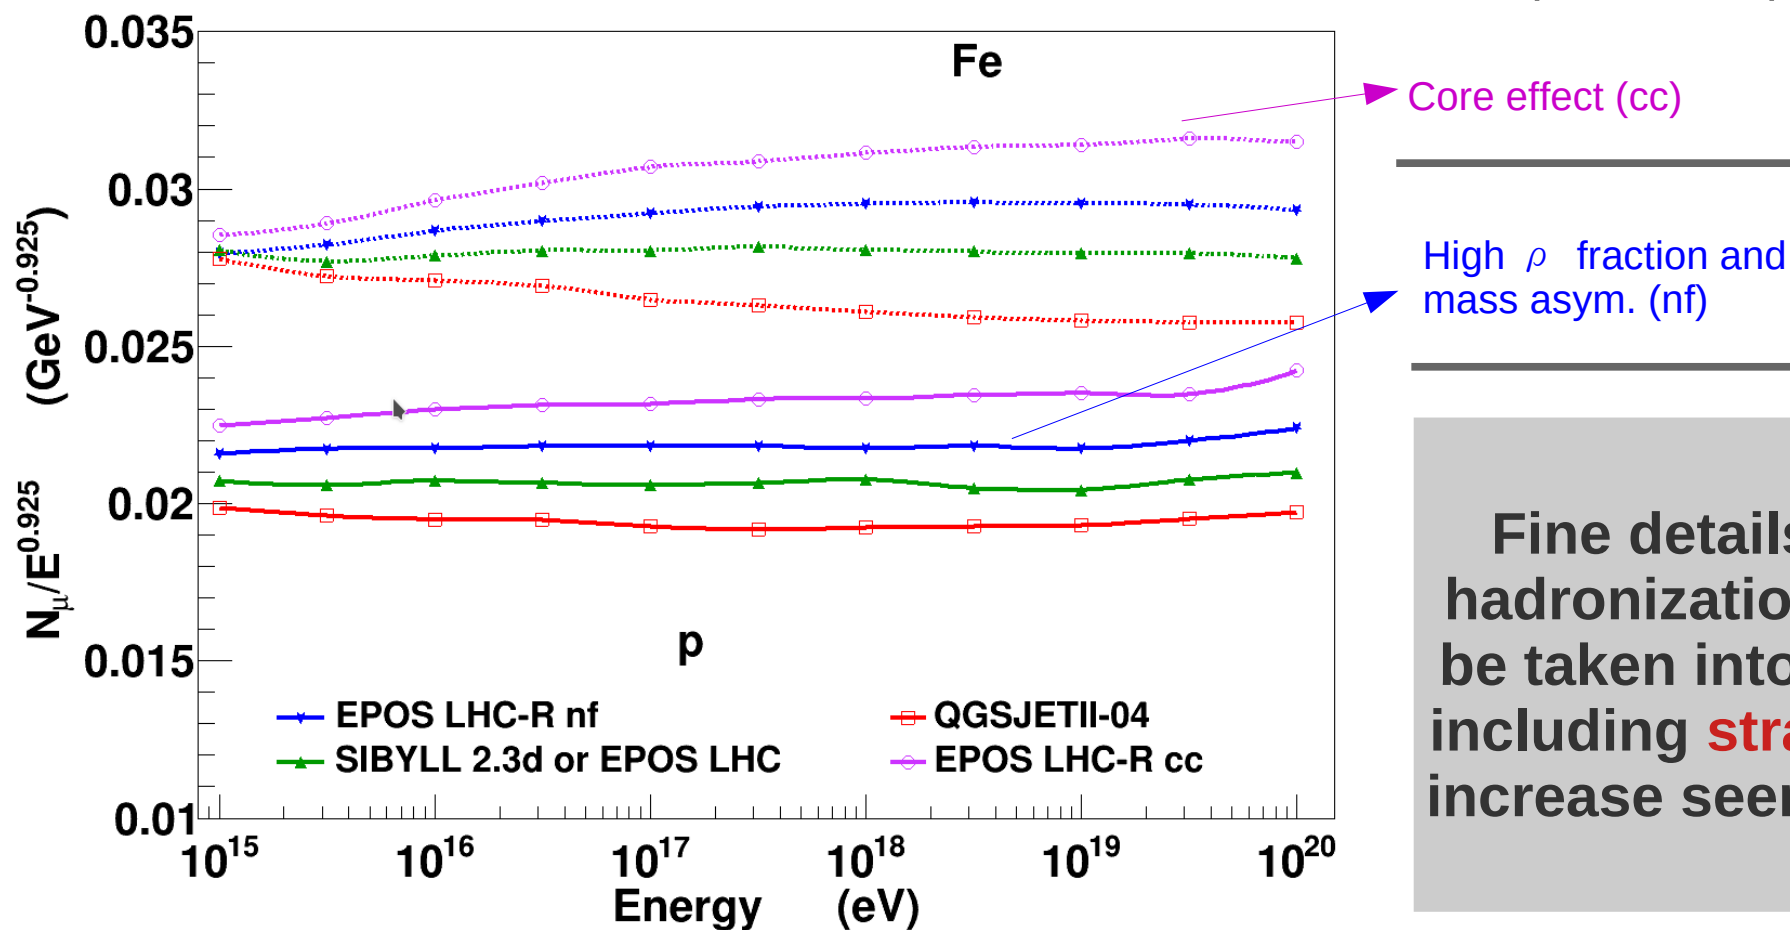 0.035
Fe
Core effect (cc)
0.03
High ρ fraction and
mass asym. (nf)
0.025
0.02
N_μ/E^0.925 (GeV^-0.925)
p
0.015
EPOS LHC-R nf
QGSJETII-04
SIBYLL 2.3d or EPOS LHC
EPOS LHC-R cc
0.01
10^15 10^16 10^17 10^18 10^19 10^20
Energy (eV)
Fine details
hadronizatio
be taken into
including stra
increase seer